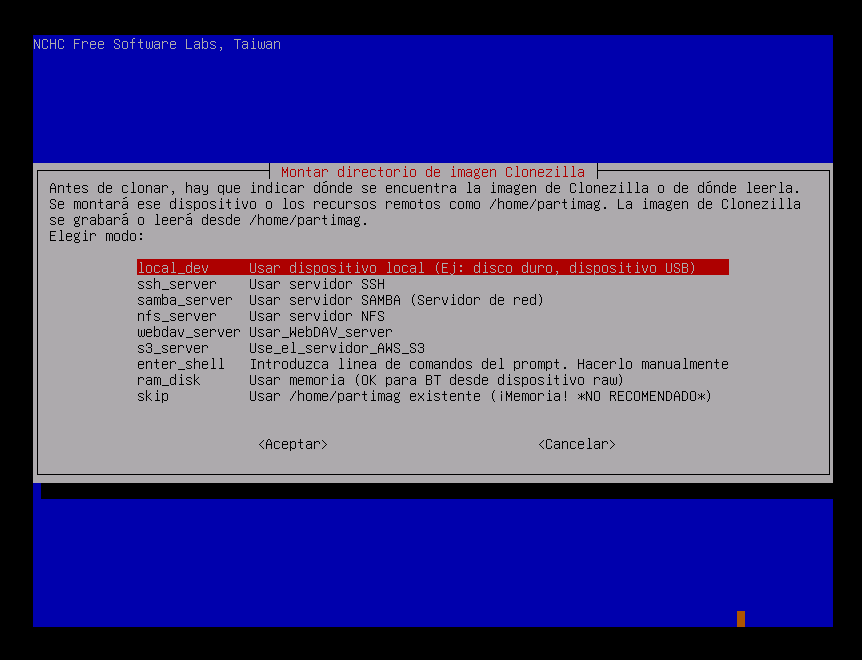 NCHC Free Software Labs, Taiwan
Montar directorio de imagen Clonezilla
Antes de clonar, hay que indicar dónde se encuentra la imagen de Clonezilla o de dónde leerla.
Se montará ese dispositivo o los recursos remotos como /home/partimag. La imagen de Clonezilla
se grabará o leerá desde /home/partimag.
Elegir modo:
local_dev Usar dispositivo local (Ej: disco duro, dispositivo USB)
ssh_server Usar servidor SSH
samba_server Usar servidor SAMBA (Servidor de red)
nfs_server Usar servidor NFS
webdav_server Usar_WebDAV_server
s3_server Use_el_servidor_AWS_S3
enter_shell Introduzca linea de comandos del prompt. Hacerlo manualmente
ram_disk Usar memoria (OK para BT desde dispositivo raw)
skip Usar /home/partimag existente (¡Memoria! *NO RECOMENDADO*)
<Aceptar> <Cancelar>